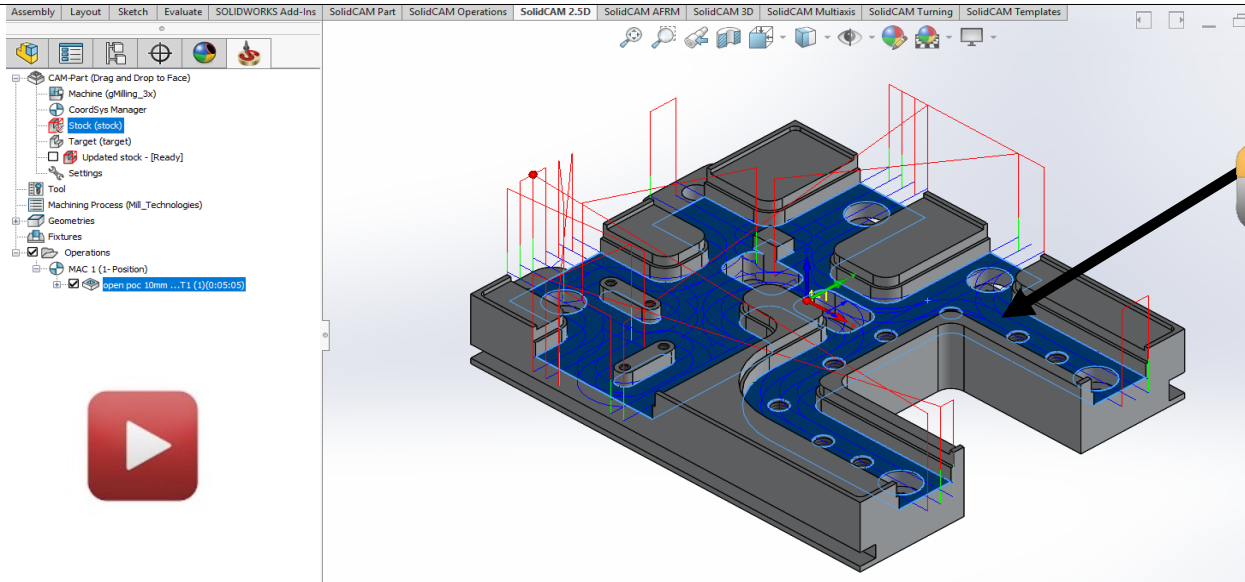 Assembly Layout Sketch Evaluate SOLIDWORKS Add-Ins SolidCAM Part SolidCAM Operations SolidCAM 2.5D SolidCAM AFRM SolidCAM 3D SolidCAM Multiaxis SolidCAM Turning SolidCAM Templates
CAM-Part (Drag and Drop to Face)
Machine (gMilling_3x)
CoordSys Manager
Stock (stock)
Target (target)
Updated stock - [Ready]
Settings
Tool
Machining Process (Mill_Technologies)
Geometries
Fixtures
Operations
MAC 1 (1- Position)
open poc 10mm ...T1 (1)(0:05:05)